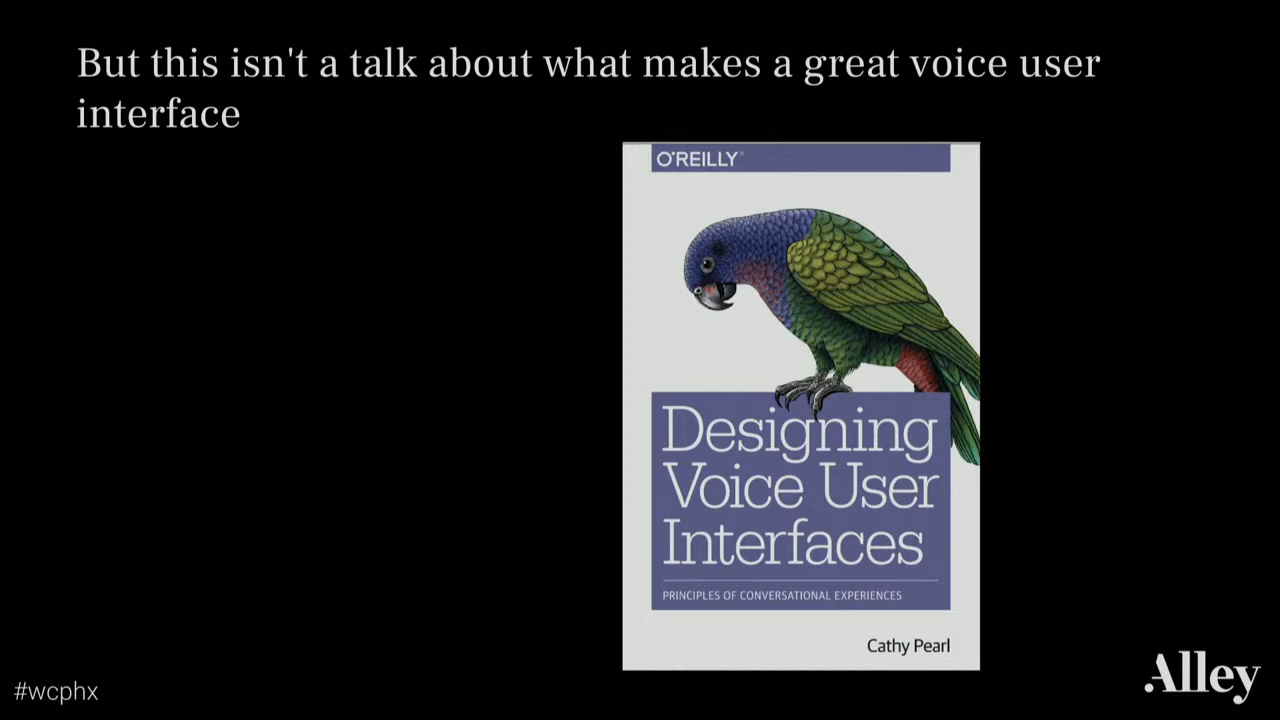 But this isn't a talk about what makes a great voice user
interface
O'REILLY®
Designing
Voice User
Interfaces
PRINCIPLES OF CONVERSATIONAL EXPERIENCES
Cathy Pearl
#wcphx
Alley